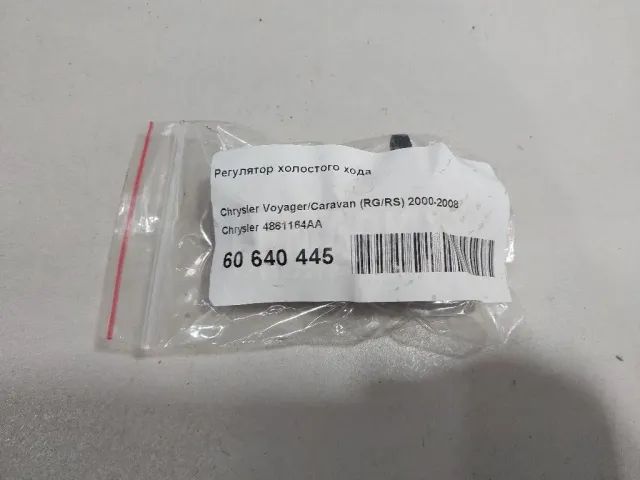 Регулятор холостого хода
Chrysler Voyager/Caravan (RG/RS) 2000-2008
Chrysler 4861164AA
60 640 445